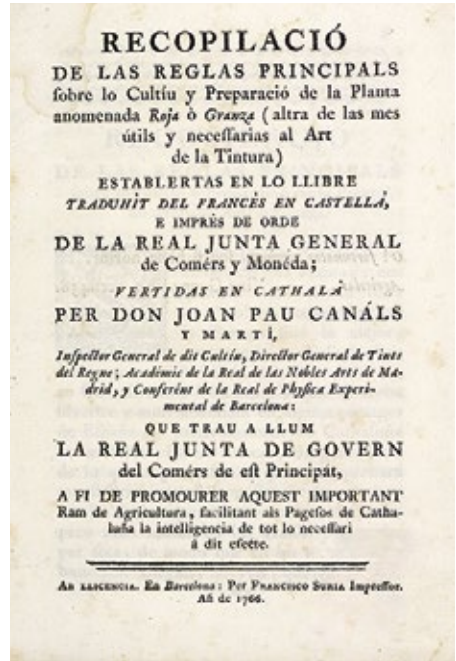 RECOPILACIÓ
DE LAS REGLAS PRINCIPALS
ſobre lo Cultíu y Preparació de la Planta
anomenada Roja ò Granza (altra de las mes
útils y neceſſarias al Art
de la Tintura)
ESTABLERTAS EN LO LLIBRE
TRADUHIT DEL FRANCÈS EN CASTELLÁ,
E IMPRÈS DE ORDE
DE LA REAL JUNTA GENERAL
de Comérs y Monéda;
VERTIDAS EN CATHALA
PER DON JOAN PAU CANÁLS
Y MARTÍ,
Inſpector General de dit Cultíu, Director General de Tints
del Regne; Académic de la Real de las Nobles Arts de Ma-
drid, y Conferént de la Real de Phyſica Experi-
mental de Barcelona:
QUE TRAU A LLUM
LA REAL JUNTA DE GOVERN
del Comérs de eſt Principát,
A FI DE PROMOURER AQUEST IMPORTANT
Ram de Agricultura, facilitant als Pageſos de Catha-
luña la intelligencia de tot lo neceſſari
á dit efecte.
AB LLICENCIA. En Barcelona: Per FRANCISCO SURIA Impreſſor.
Añ de 1766.